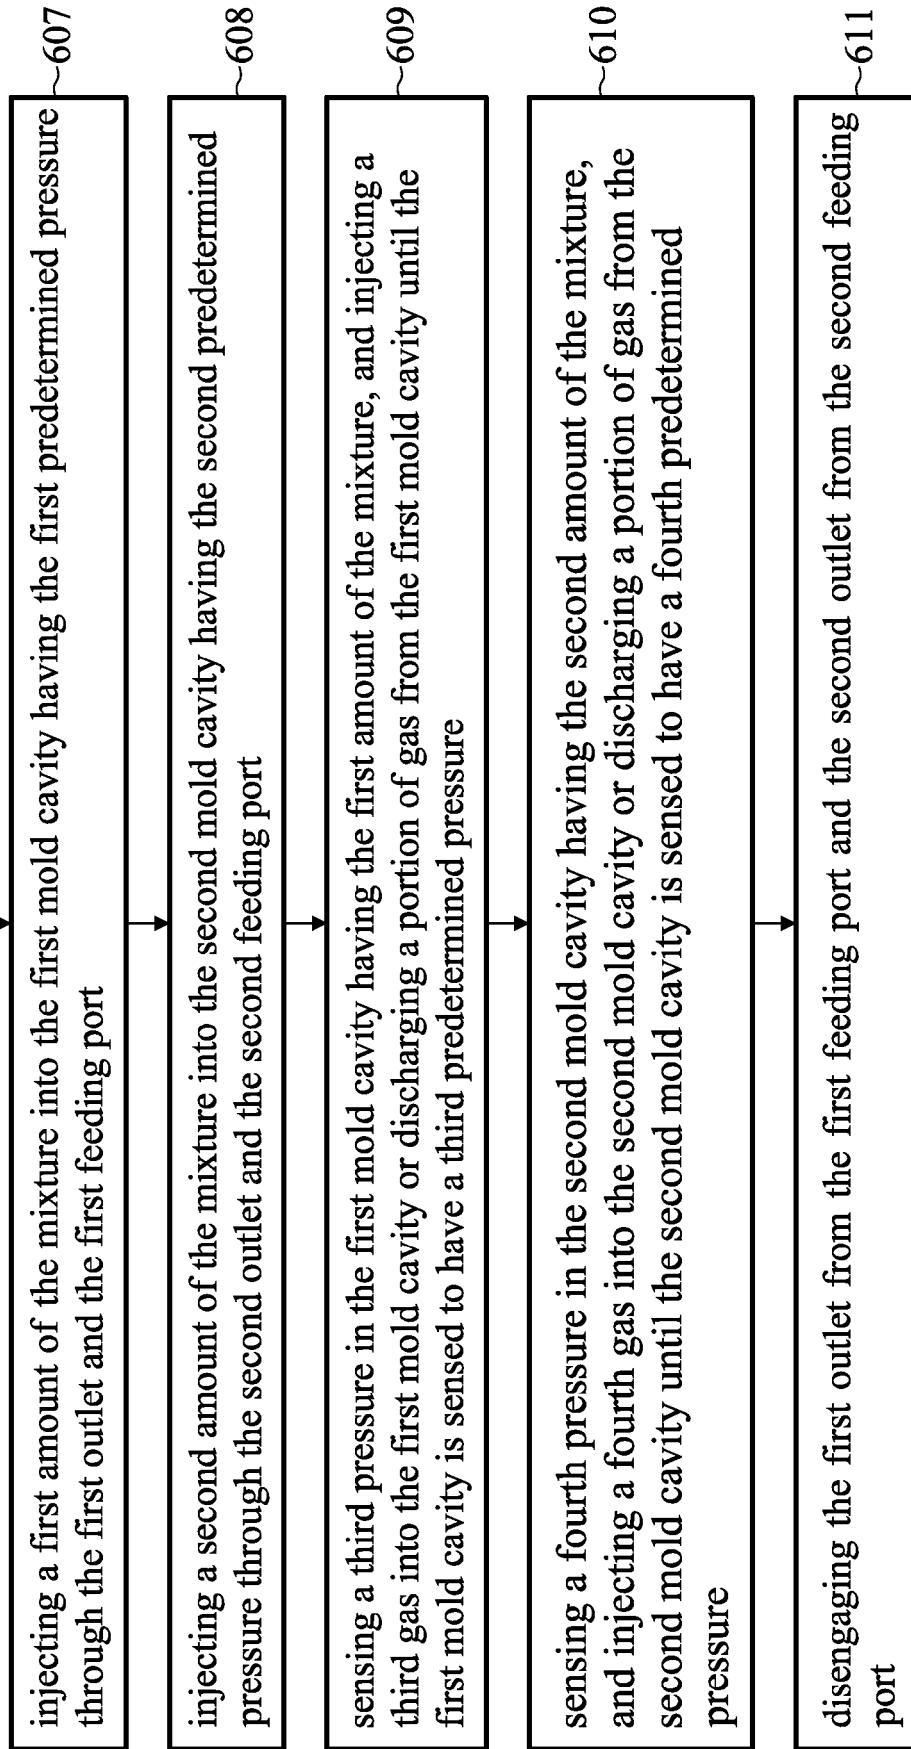 injecting a first amount of the mixture into the first mold cavity having the first predetermined pressure
through the first outlet and the first feeding port
~607
injecting a second amount of the mixture into the second mold cavity having the second predetermined
pressure through the second outlet and the second feeding port
~608
sensing a third pressure in the first mold cavity having the first amount of the mixture, and injecting a
third gas into the first mold cavity or discharging a portion of gas from the first mold cavity until the
first mold cavity is sensed to have a third predetermined pressure
~609
sensing a fourth pressure in the second mold cavity having the second amount of the mixture,
and injecting a fourth gas into the second mold cavity or discharging a portion of gas from the
second mold cavity until the second mold cavity is sensed to have a fourth predetermined
pressure
~610
disengaging the first outlet from the first feeding port and the second outlet from the second feeding
port
~611